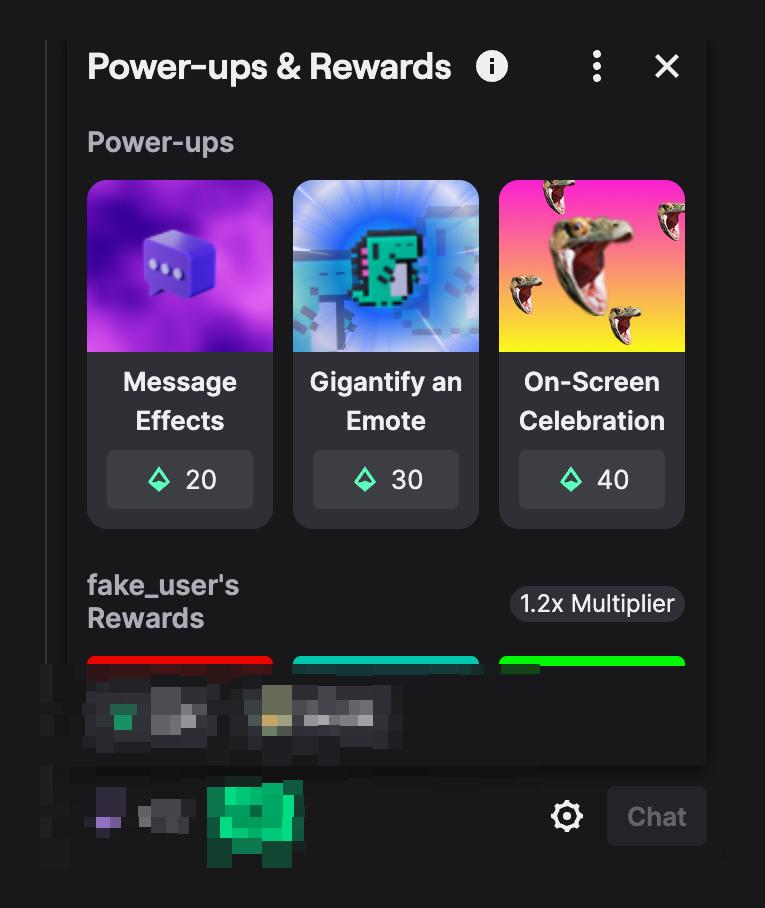 Power-ups & Rewards
Power-ups
Message
Effects
20
Gigantify an
Emote
30
On-Screen
Celebration
40
fake_user's
Rewards
1.2x Multiplier
Chat